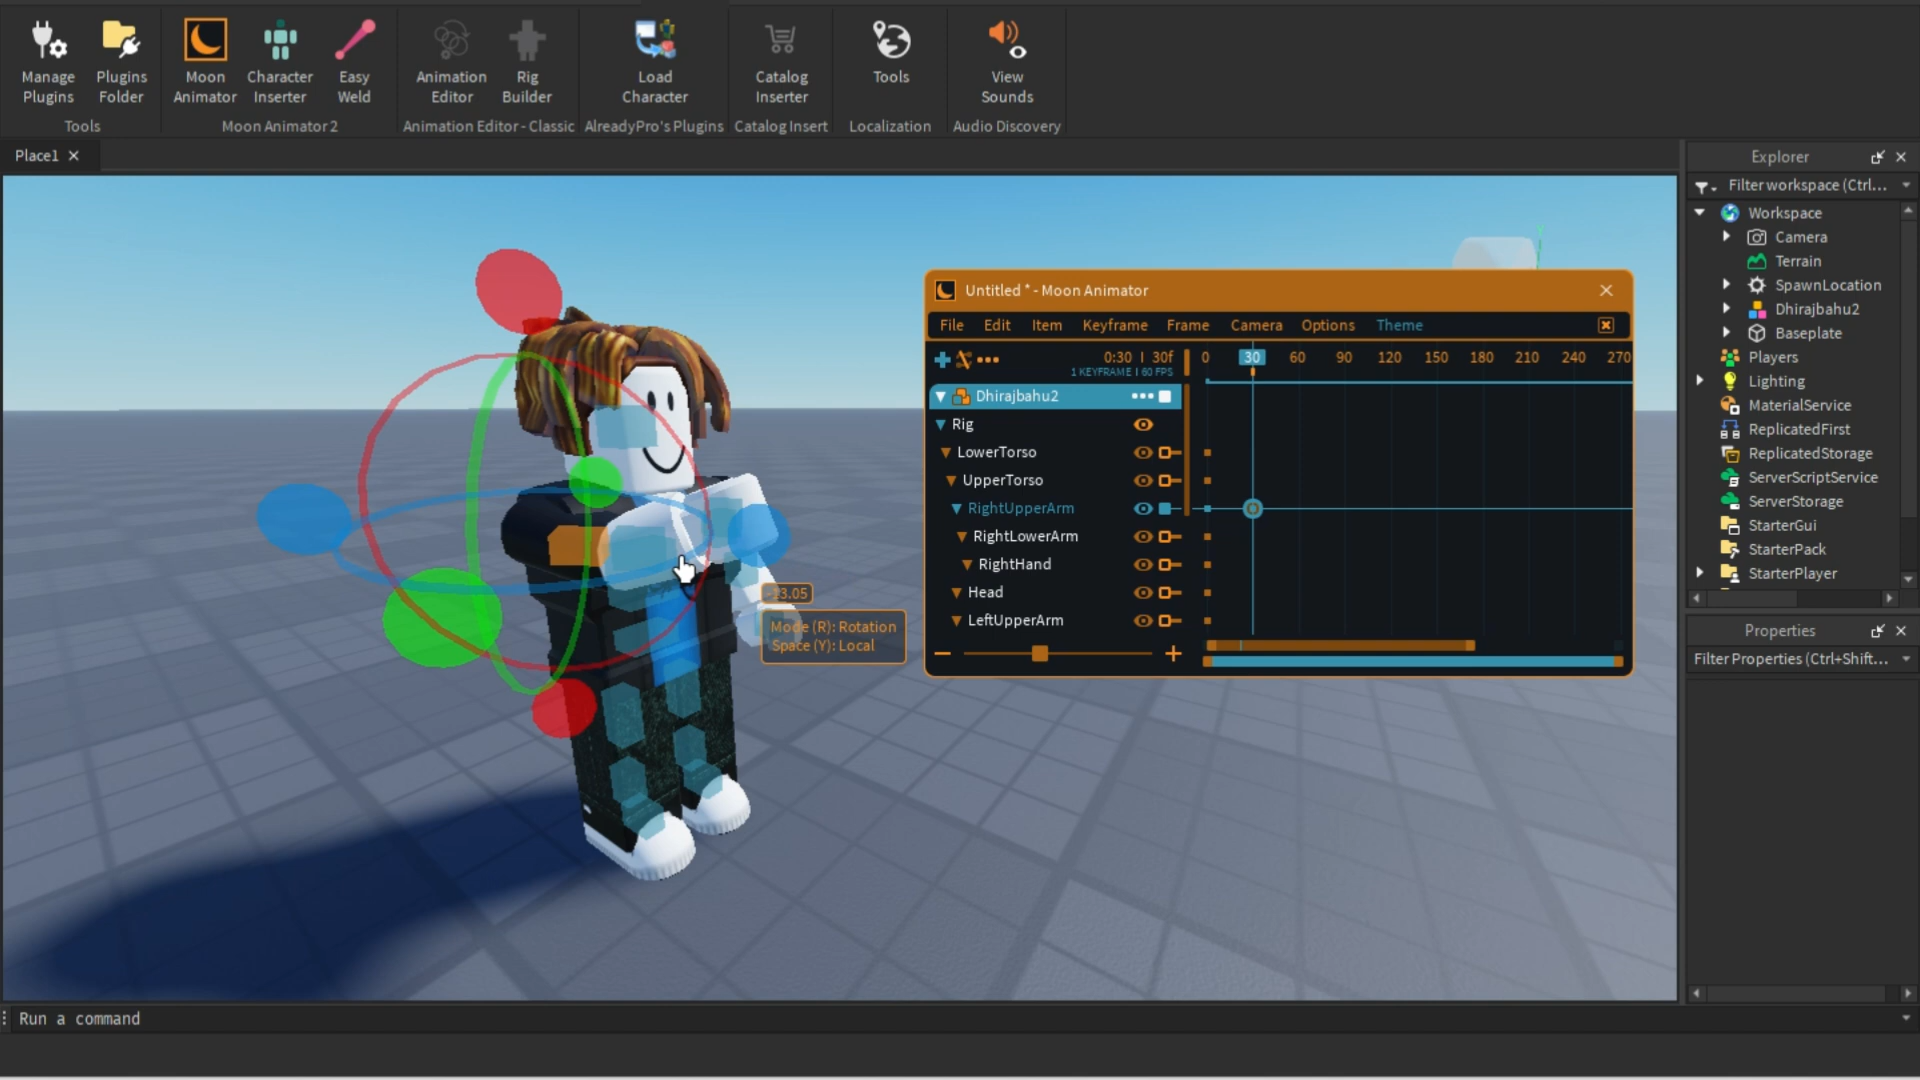 Manage Plugins
Plugins Folder
Moon Animator
Character Inserter
Easy Weld
Animation Editor
Rig Builder
Load Character
Catalog Inserter
Tools
View Sounds
Tools
Moon Animator 2
Animation Editor - Classic
AlreadyPro's Plugins
Catalog Insert
Localization
Audio Discovery
Place1
Explorer
Filter workspace (Ctrl...
Workspace
Camera
Terrain
SpawnLocation
Dhirajbahu2
Baseplate
Players
Lighting
MaterialService
ReplicatedFirst
ReplicatedStorage
ServerScriptService
ServerStorage
StarterGui
StarterPack
StarterPlayer
Properties
Filter Properties (Ctrl+Shift...
Untitled * - Moon Animator
File Edit Item Keyframe Frame Camera Options Theme
0:30 | 30f
1 KEYFRAME | 60 FPS
0 30 60 90 120 150 180 210 240 270
Dhirajbahu2
Rig
LowerTorso
UpperTorso
RightUpperArm
RightLowerArm
RightHand
Head
LeftUpperArm
Mode (R): Rotation
Space (Y): Local
Run a command